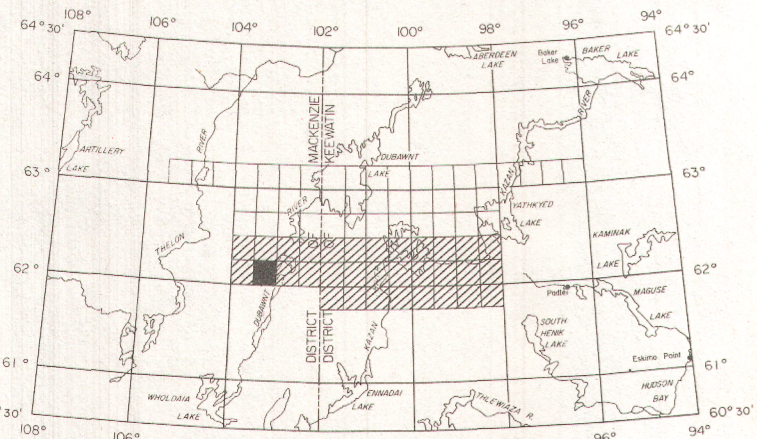 108° 106° 104° 102° 100° 98° 96° 94°
64° 30' 64° 30'
ABERDEEN LAKE
Baker Lake
BAKER LAKE
64° 64°
MACKENZIE
KEEWATIN
RIVER
RIVER
ARTILLERY LAKE
DUBAWNT LAKE
63° 63°
KAZAN
RIVER
YATHKYED LAKE
THELON
KAMINAK LAKE
OF
OF
62° 62°
Padlei
MAGUSE LAKE
DUBAWNT
DISTRICT
DISTRICT
KAZAN
SOUTH HENIK LAKE
Eskimo Point
61° 61°
WHOLDAIA LAKE
ENNADAI LAKE
THLEWIAZA R.
HUDSON BAY
30' 60° 30'
108° 106° 96° 94°